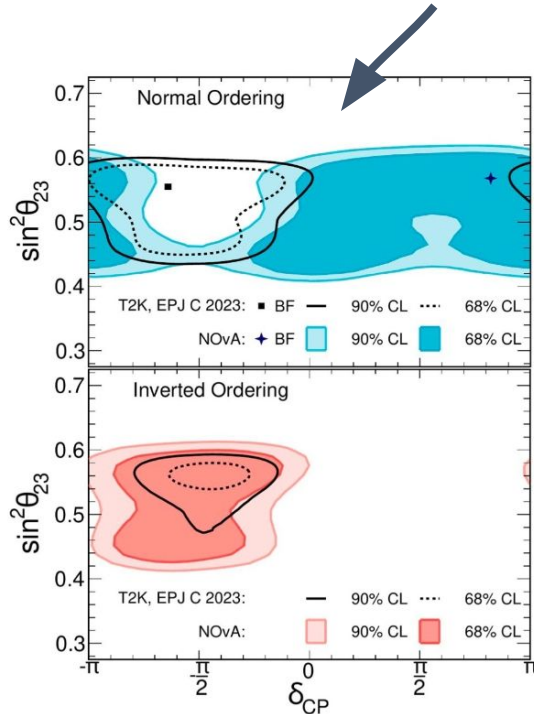 0.7
Normal Ordering
0.6
sin²θ₂₃
0.5
0.4
T2K, EPJ C 2023: BF 90% CL 68% CL
NOvA: BF 90% CL 68% CL
0.3
0.7
Inverted Ordering
0.6
sin²θ₂₃
0.5
0.4
T2K, EPJ C 2023: 90% CL 68% CL
NOvA: 90% CL 68% CL
0.3
-π -π/2 0 π/2 π
δCP